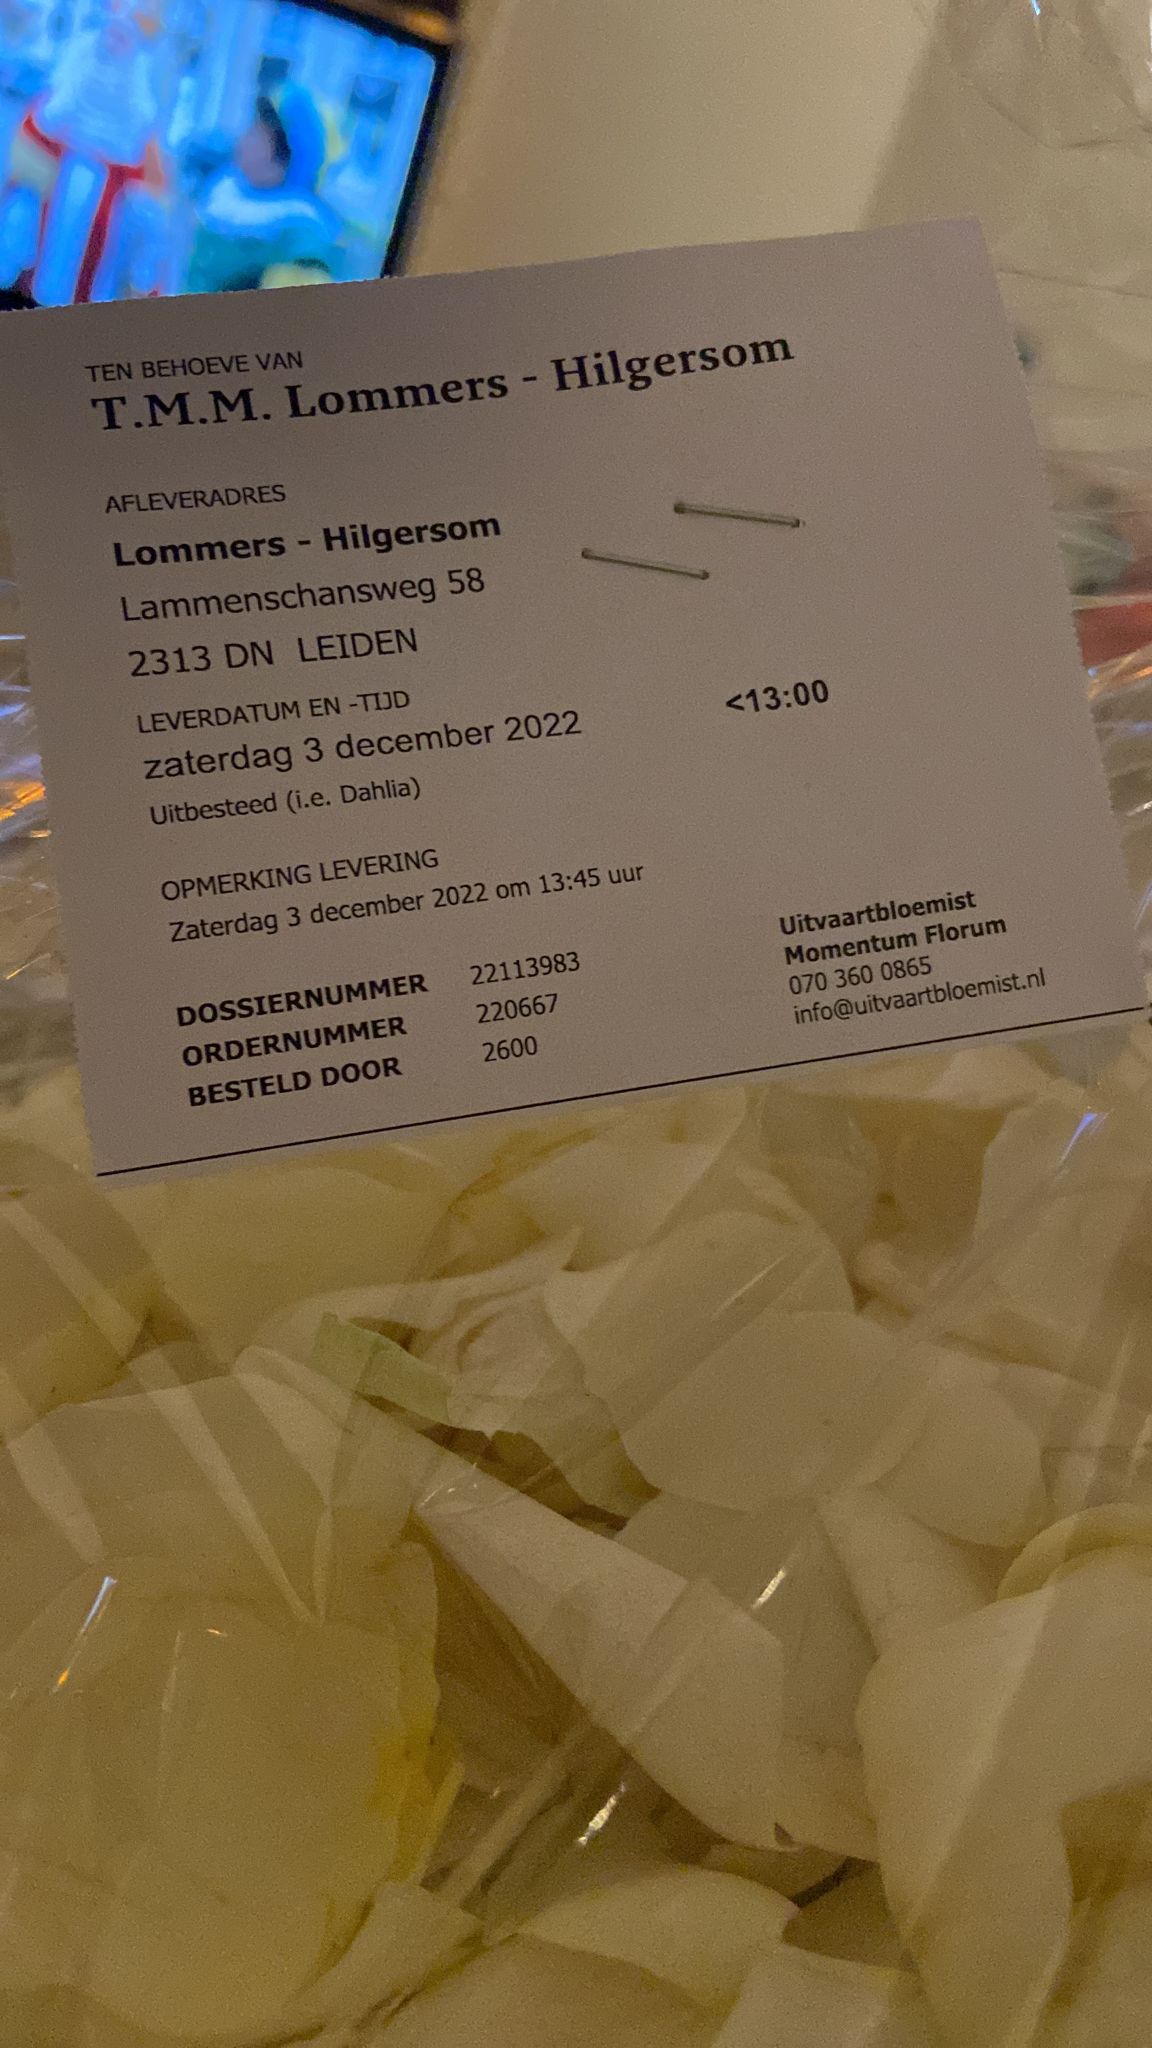 TEN BEHOEVE VAN
T.M.M. Lommers - Hilgersom
AFLEVERADRES
Lommers - Hilgersom
Lammenschansweg 58
2313 DN LEIDEN
LEVERDATUM EN -TIJD
zaterdag 3 december 2022 <13:00
Uitbesteed (i.e. Dahlia)
OPMERKING LEVERING
Zaterdag 3 december 2022 om 13:45 uur
DOSSIERNUMMER 22113983
ORDERNUMMER 220667
BESTELD DOOR 2600
Uitvaartbloemist
Momentum Florum
070 360 0865
info@uitvaartbloemist.nl